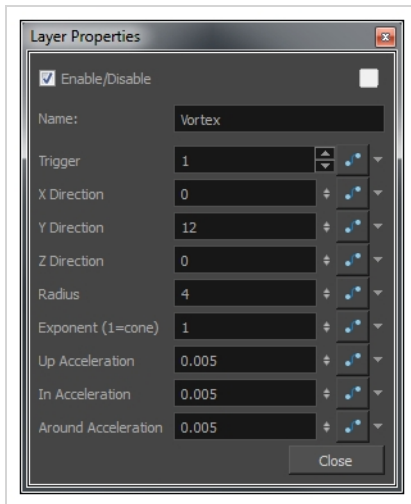 Layer Properties
Enable/Disable
Name: Vortex
Trigger 1
X Direction 0
Y Direction 12
Z Direction 0
Radius 4
Exponent (1=cone) 1
Up Acceleration 0.005
In Acceleration 0.005
Around Acceleration 0.005
Close